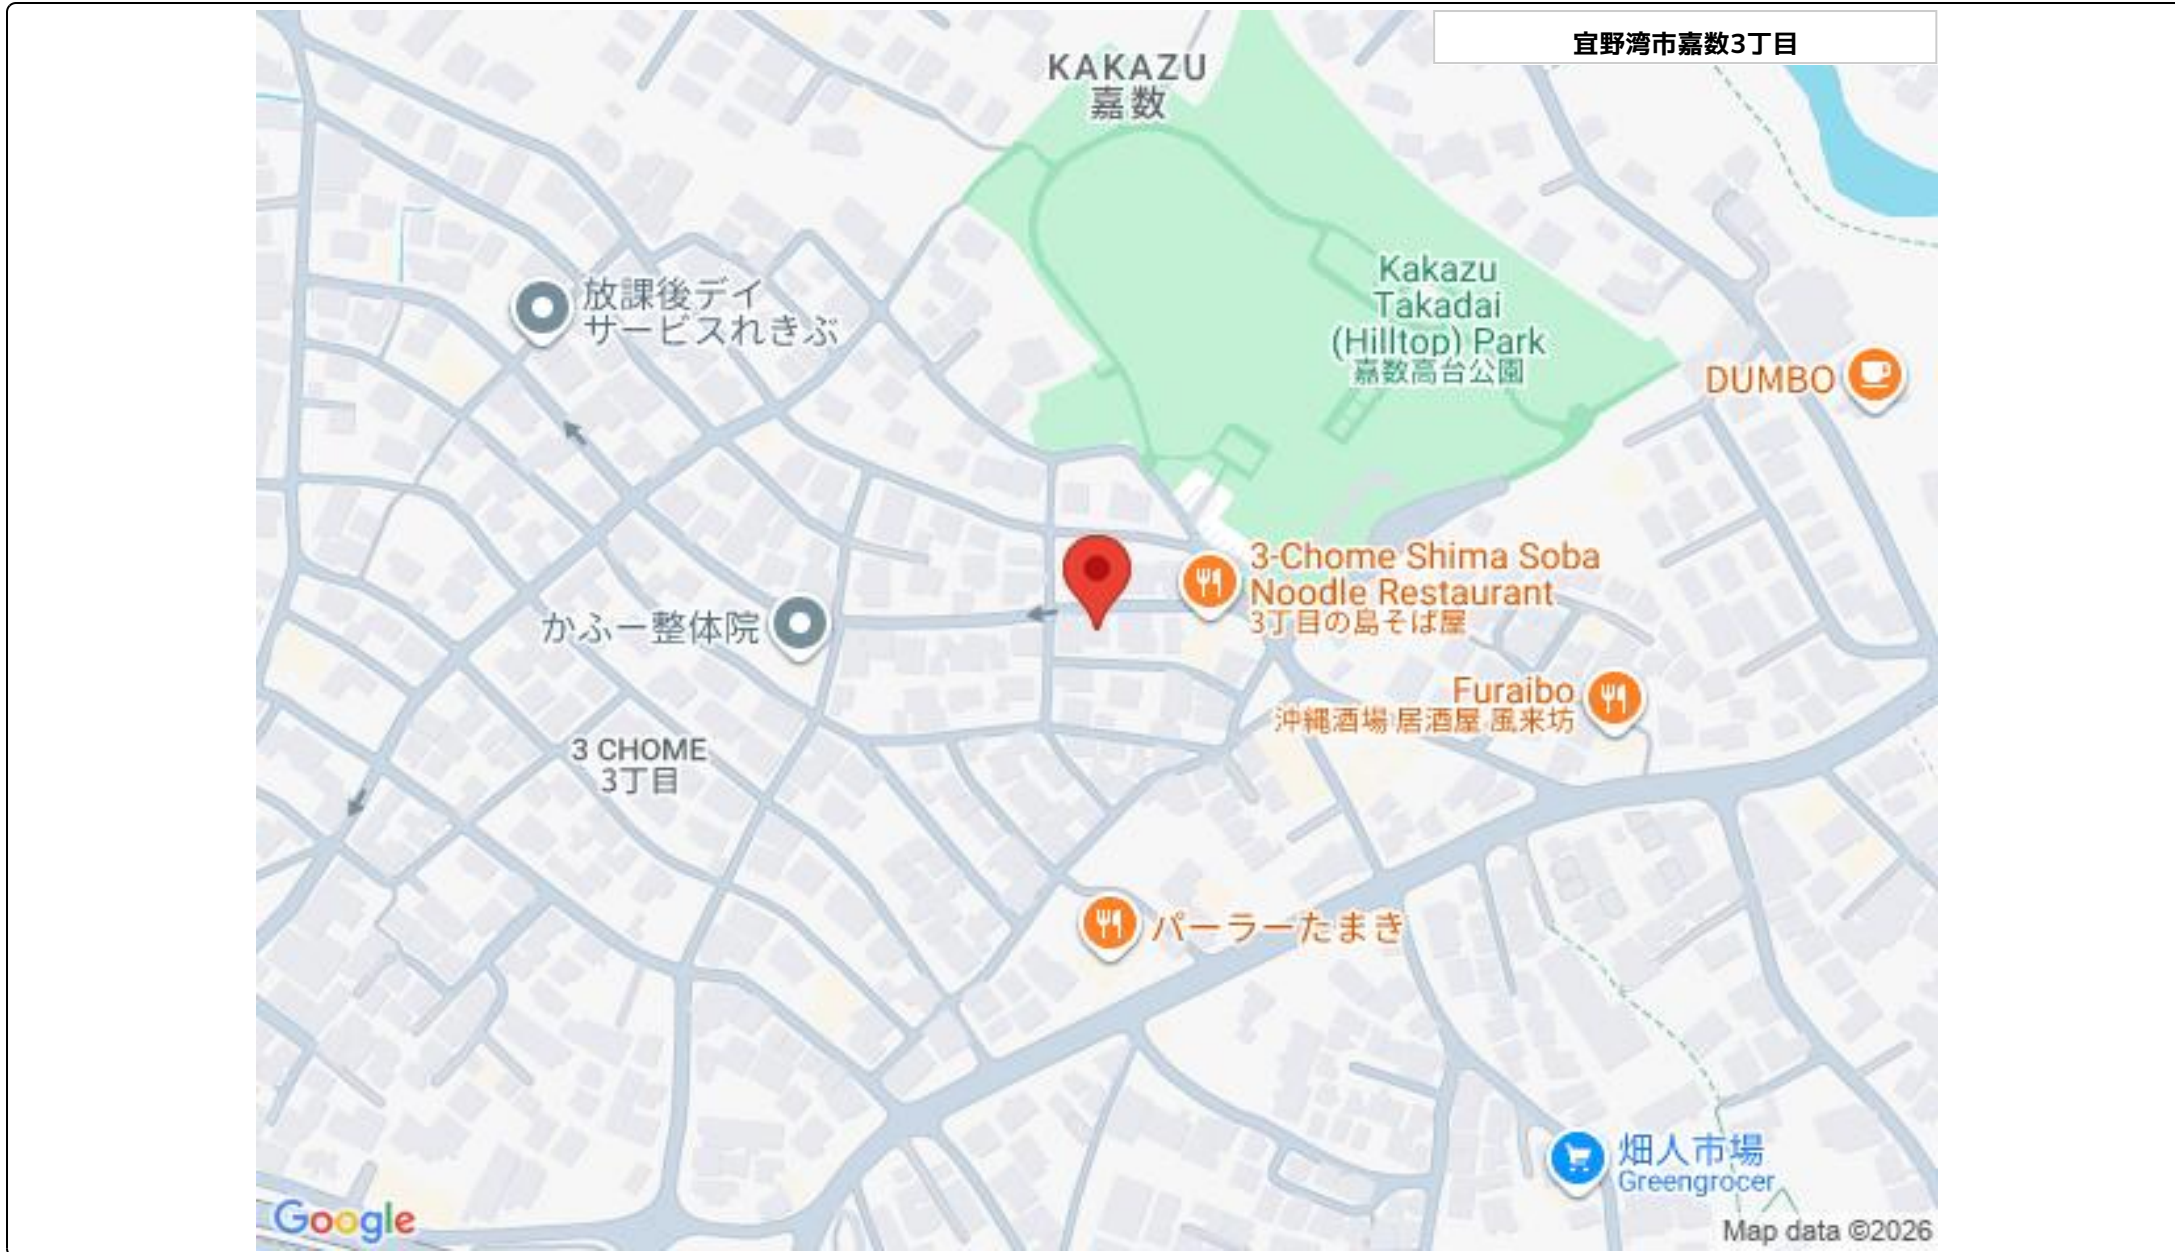 宜野湾市嘉数3丁目
KAKAZU
嘉数
Kakazu
Takadai
(Hilltop) Park
嘉数高台公園
放課後デイ
サービスれきぶ
DUMBO
3-Chome Shima Soba
Noodle Restaurant
3丁目の島そば屋
かふー整体院
Furaibo
沖縄酒場 居酒屋 風来坊
3 CHOME
3丁目
パーラーたまき
畑人市場
Greengrocer
Google
Map data ©2026